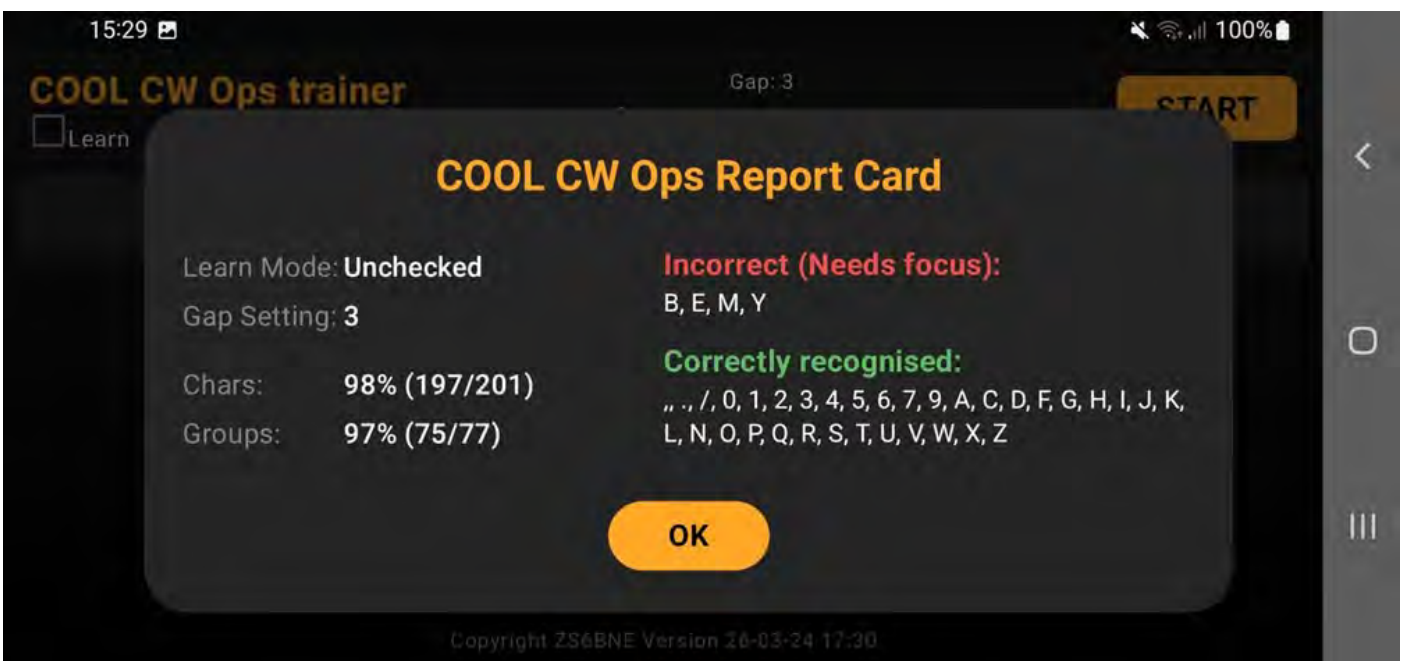 15:29
100%
COOL CW Ops trainer
Gap: 3
START
Learn
COOL CW Ops Report Card
Learn Mode: Unchecked
Gap Setting: 3
Chars: 98% (197/201)
Groups: 97% (75/77)
Incorrect (Needs focus):
B, E, M, Y
Correctly recognised:
,, ., /, 0, 1, 2, 3, 4, 5, 6, 7, 9, A, C, D, F, G, H, I, J, K,
L, N, O, P, Q, R, S, T, U, V, W, X, Z
OK
Copyright ZS6BNE Version 26-03-24 17:30